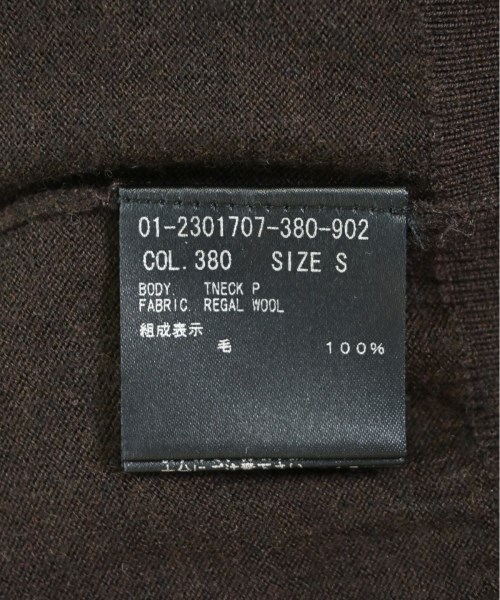 01-2301707-380-902
COL.380 SIZE S
BODY. TNECK P
FABRIC. REGAL WOOL
組成表示
毛 100%